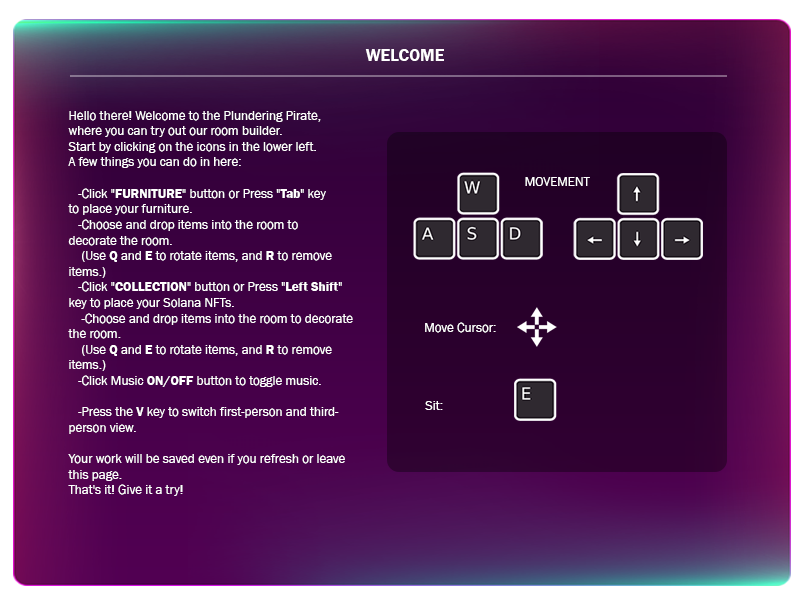 WELCOME
Hello there! Welcome to the Plundering Pirate,
where you can try out our room builder.
Start by clicking on the icons in the lower left.
A few things you can do in here:
-Click "FURNITURE" button or Press "Tab" key
to place your furniture.
-Choose and drop items into the room to
decorate the room.
(Use Q and E to rotate items, and R to remove
items.)
-Click "COLLECTION" button or Press "Left Shift"
key to place your Solana NFTs.
-Choose and drop items into the room to decorate
the room.
(Use Q and E to rotate items, and R to remove
items.)
-Click Music ON/OFF button to toggle music.
-Press the V key to switch first-person and third-
person view.
Your work will be saved even if you refresh or leave
this page.
That's it! Give it a try!
W
MOVEMENT
↑
A S D
← ↓ →
Move Cursor:
Sit:
E